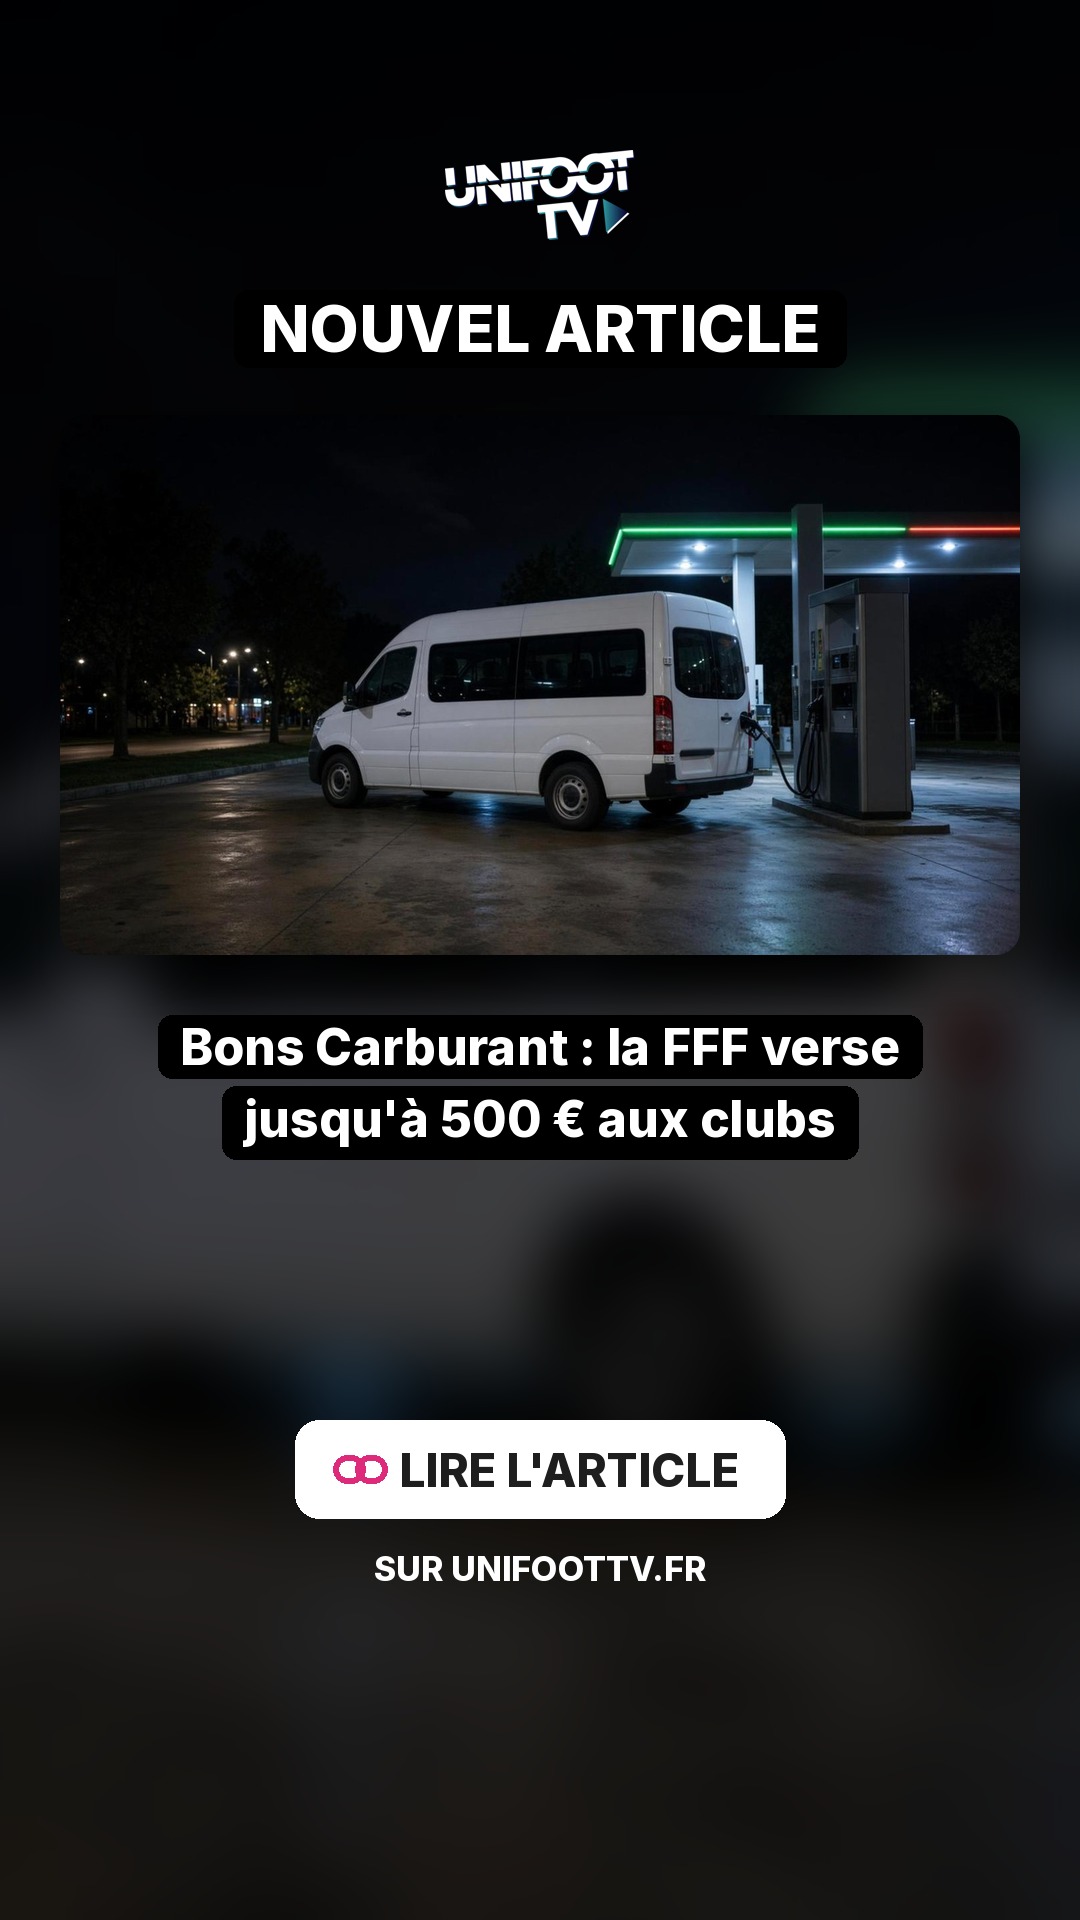 UNIFOOT
TV
NOUVEL ARTICLE
Bons Carburant : la FFF verse
jusqu'à 500 € aux clubs
LIRE L'ARTICLE
SUR UNIFOOTTV.FR